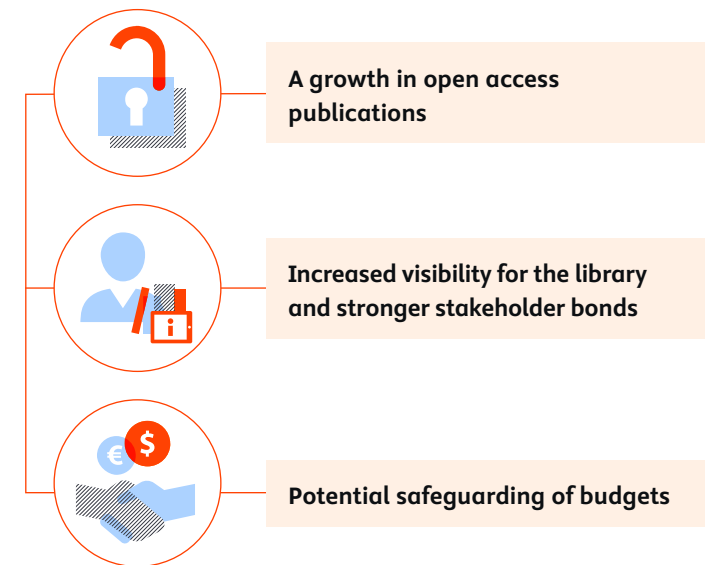 A growth in open access
publications
Increased visibility for the library
and stronger stakeholder bonds
i
€ $
Potential safeguarding of budgets